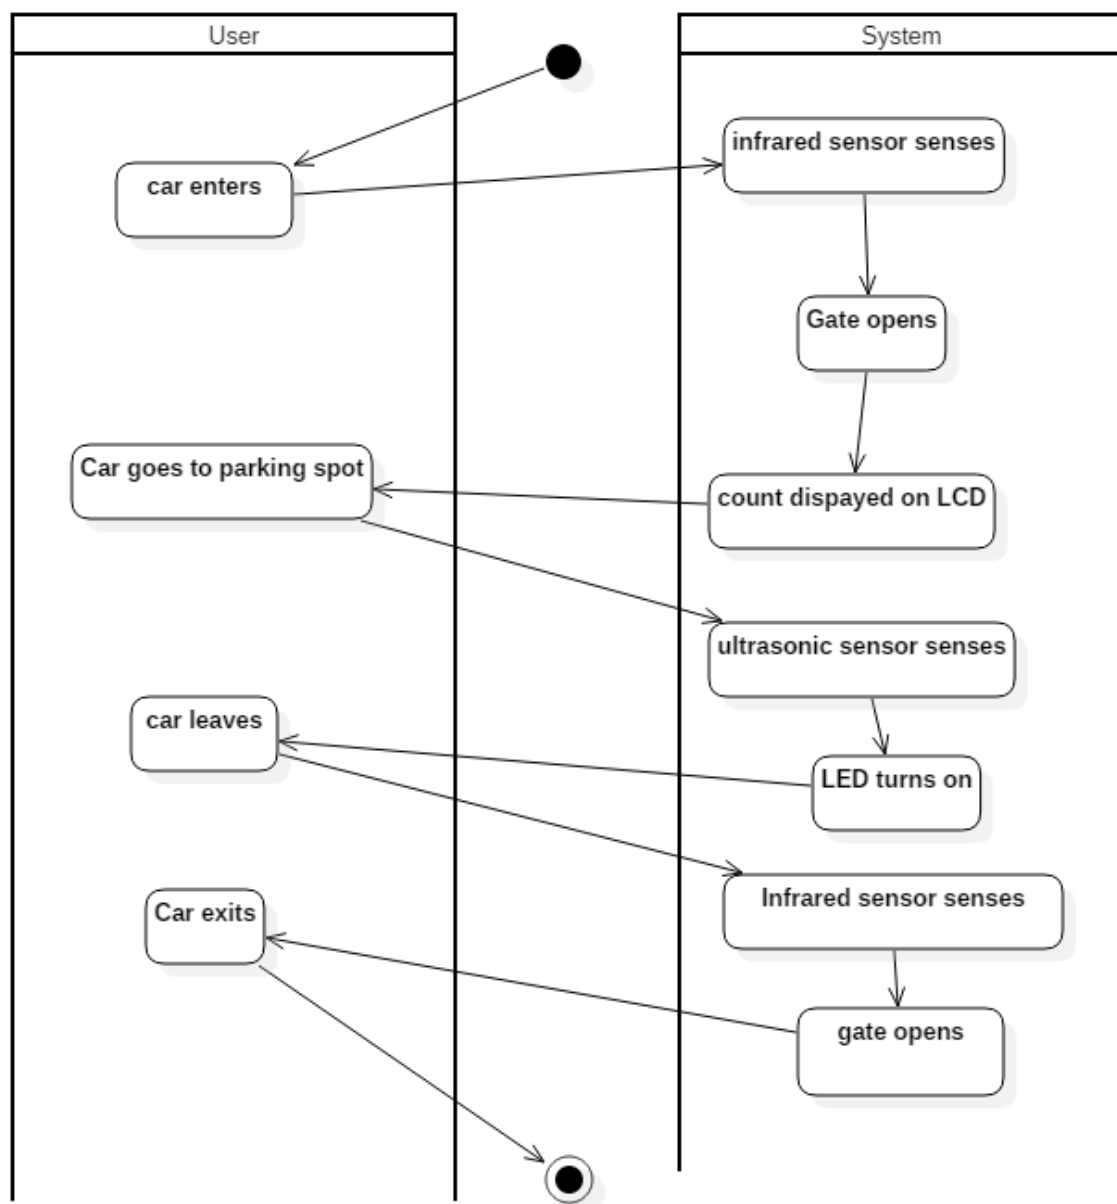 User
System
infrared sensor senses
car enters
Gate opens
Car goes to parking spot
count dispayed on LCD
ultrasonic sensor senses
car leaves
LED turns on
Infrared sensor senses
Car exits
gate opens